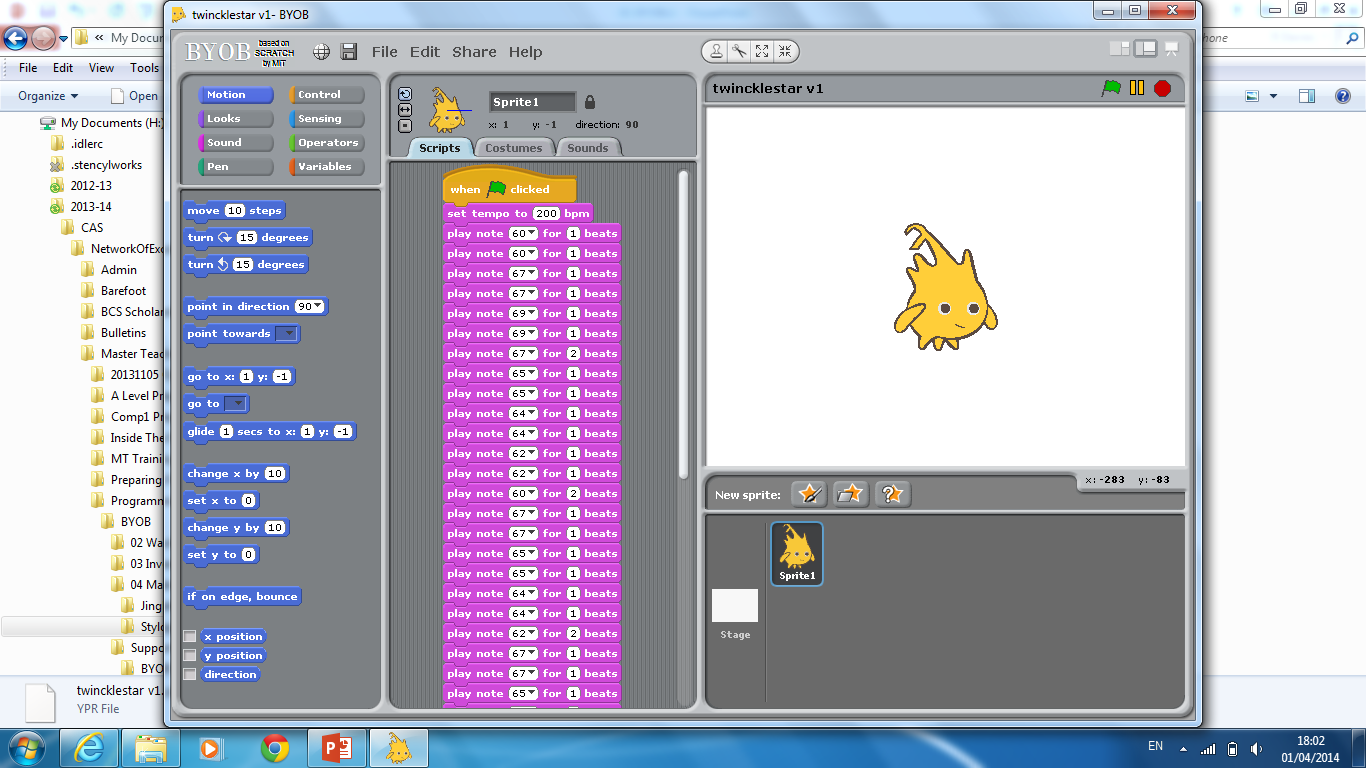 twincklestar v1- BYOB
« My Docum
hone
File Edit View Tools
Organize Open
My Documents (H:)
.idlerc
.stencylworks
2012-13
2013-14
CAS
NetworkOfExc
Admin
Barefoot
BCS Scholar
Bulletins
Master Teac
20131105
A Level Pr
Comp1 Pr
Inside The
MT Traini
Preparing
Programm
BYOB
02 Wa
03 Inv
04 Ma
Jing
Stylo
Suppo
BYO
twincklestar v1.
YPR File
BYOB
based on
SCRATCH
by MIT
File Edit Share Help
Motion Control
Looks Sensing
Sound Operators
Pen Variables
move 10 steps
turn 15 degrees
turn 15 degrees
point in direction 90
point towards
go to x: 1 y: -1
go to
glide 1 secs to x: 1 y: -1
change x by 10
set x to 0
change y by 10
set y to 0
if on edge, bounce
x position
y position
direction
Sprite1
x: 1 y: -1 direction: 90
Scripts Costumes Sounds
when clicked
set tempo to 200 bpm
play note 60 for 1 beats
play note 60 for 1 beats
play note 67 for 1 beats
play note 67 for 1 beats
play note 69 for 1 beats
play note 69 for 1 beats
play note 67 for 2 beats
play note 65 for 1 beats
play note 65 for 1 beats
play note 64 for 1 beats
play note 64 for 1 beats
play note 62 for 1 beats
play note 62 for 1 beats
play note 60 for 2 beats
play note 67 for 1 beats
play note 67 for 1 beats
play note 65 for 1 beats
play note 65 for 1 beats
play note 64 for 1 beats
play note 64 for 1 beats
play note 62 for 2 beats
play note 67 for 1 beats
play note 67 for 1 beats
play note 65 for 1 beats
twincklestar v1
x: -283 y: -83
New sprite:
Sprite1
Stage
EN
18:02
01/04/2014